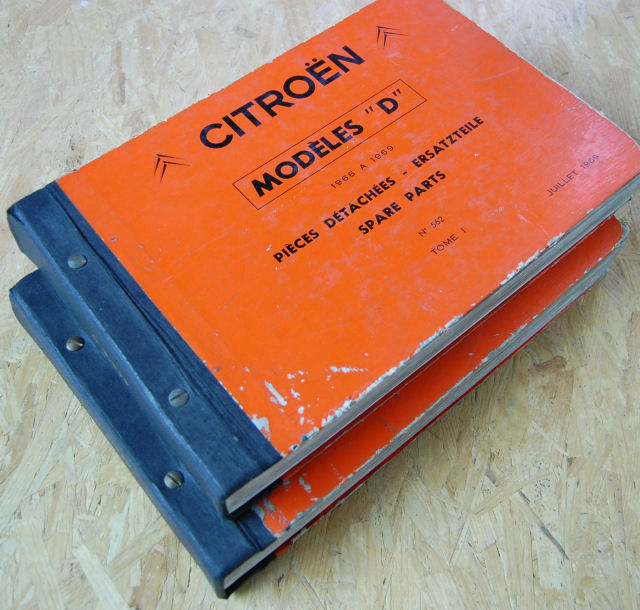 CITROËN
MODÈLES "D"
1966 A 1969
PIÈCES DÉTACHÉES - ERSATZTEILE
SPARE PARTS
N° 562
TOME I
JUILLET 1969